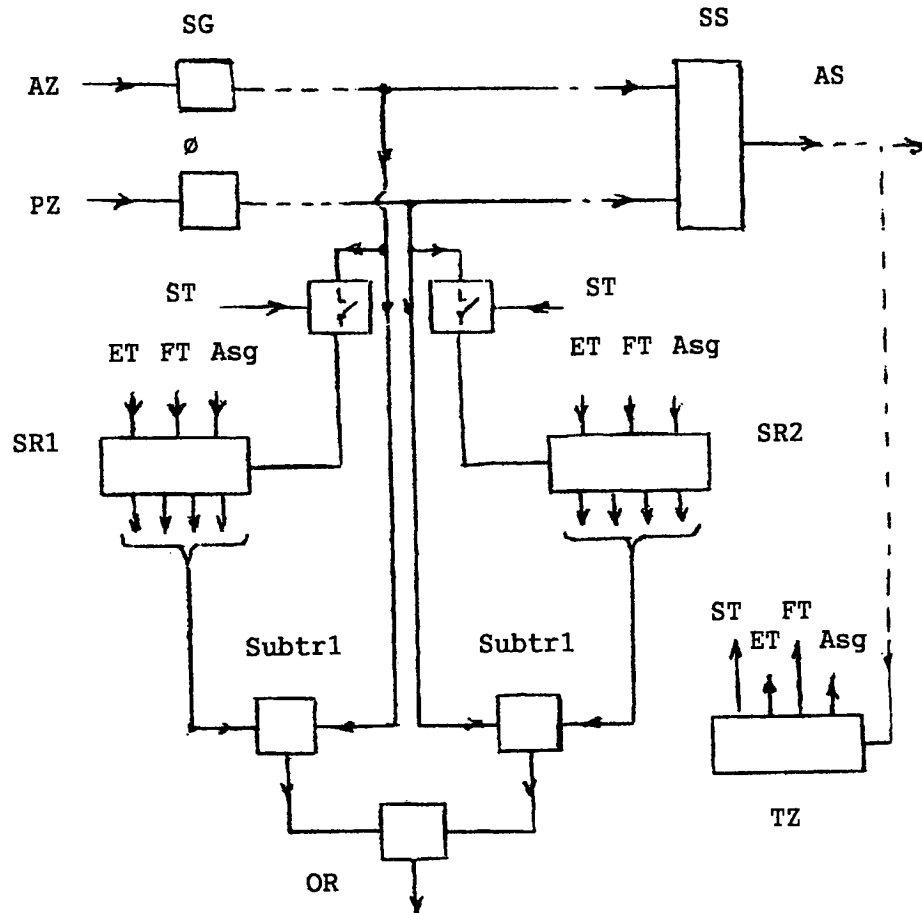 SG
SS
AZ
AS
ø
PZ
ST
ST
ET FT Asg
ET FT Asg
SR1
SR2
ST
FT
ET
Asg
Subtr1
Subtr1
TZ
OR